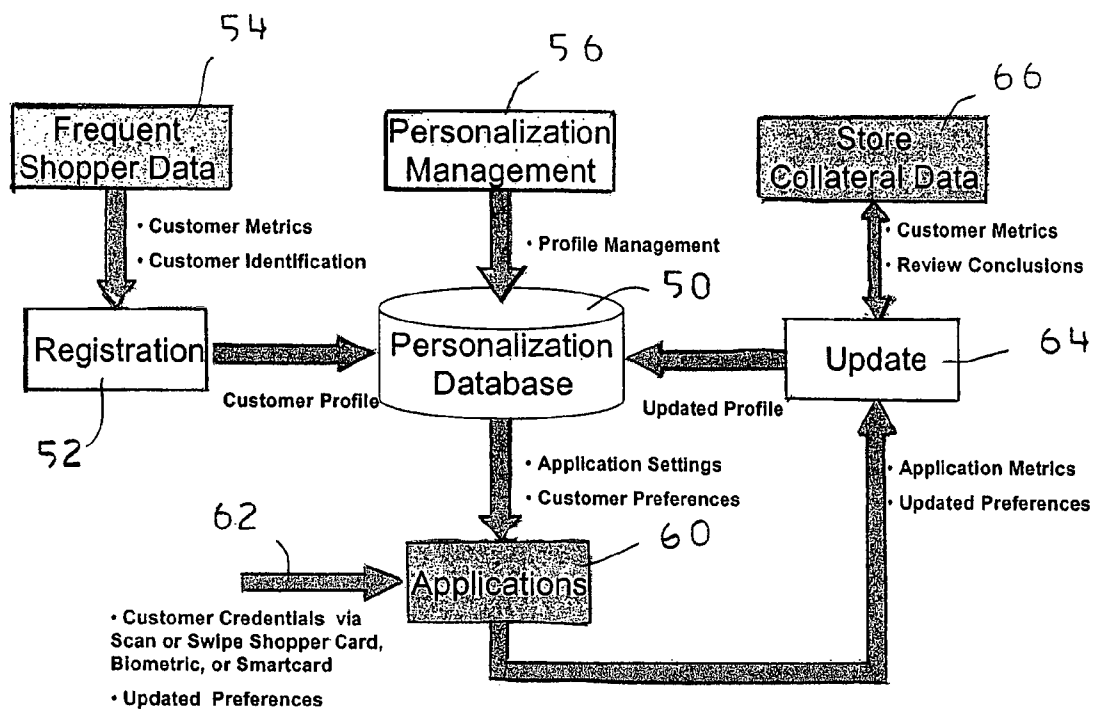 54
56
66
Frequent
Shopper Data
Personalization
Management
Store
Collateral Data
• Customer Metrics
• Customer Identification
• Profile Management
• Customer Metrics
• Review Conclusions
50
Registration
Personalization
Database
Update
64
Customer Profile
Updated Profile
52
• Application Settings
• Customer Preferences
• Application Metrics
• Updated Preferences
62
60
Applications
• Customer Credentials via
Scan or Swipe Shopper Card,
Biometric, or Smartcard
• Updated Preferences